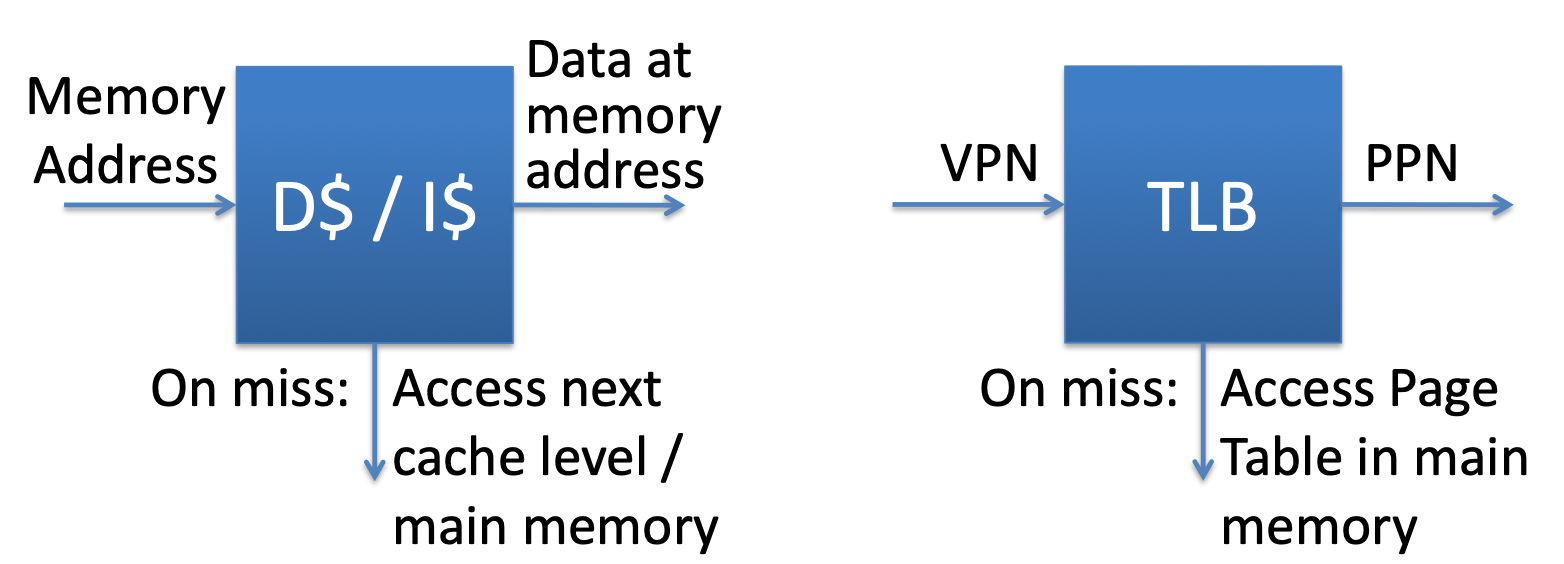 Memory
Address
D$ / I$
Data at
memory
address
On miss:
Access next
cache level /
main memory
VPN
TLB
PPN
On miss:
Access Page
Table in main
memory